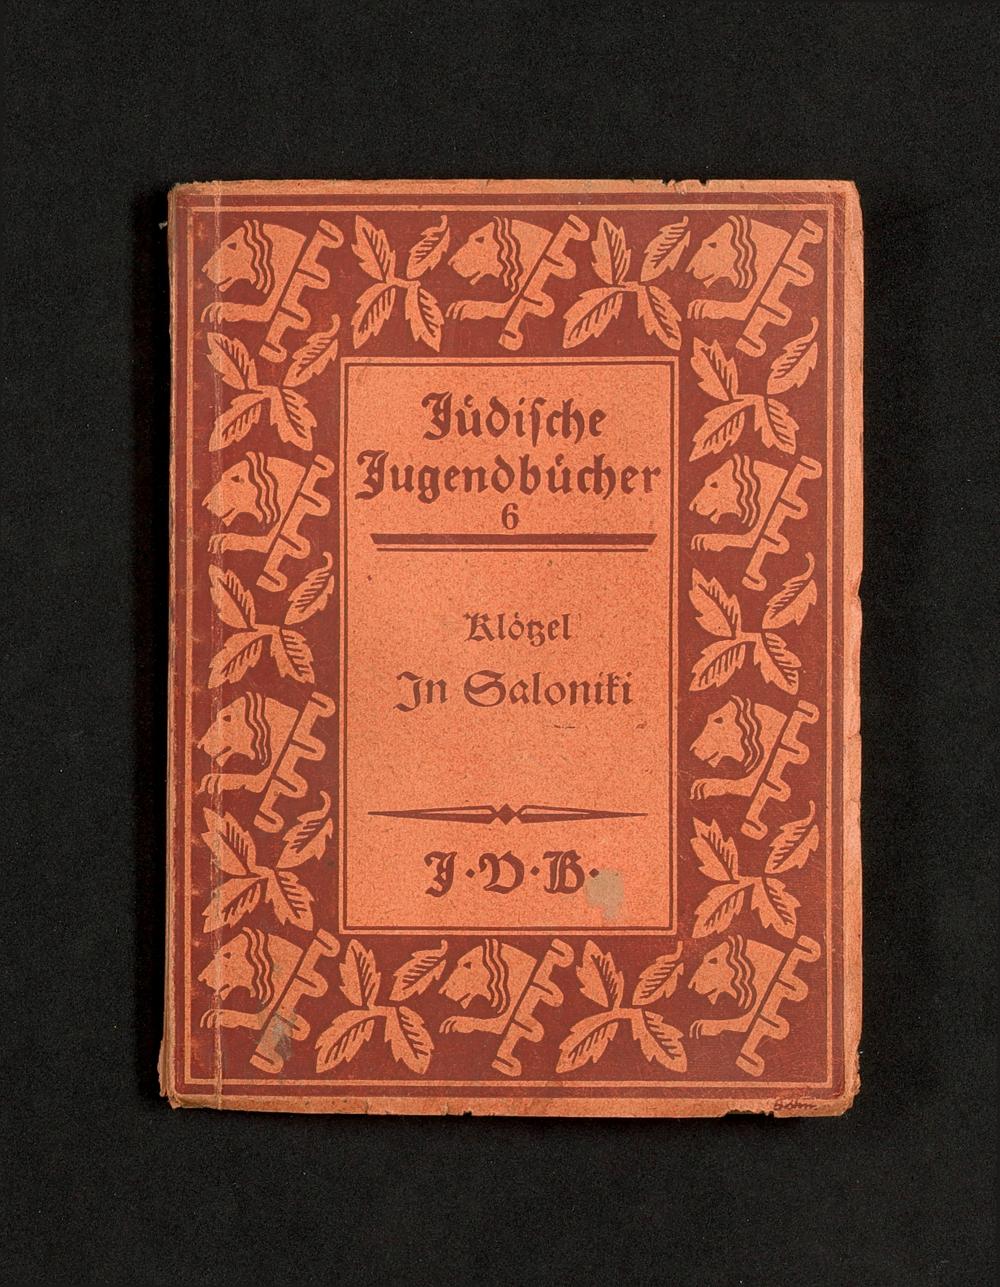 Jüdiſche
Jugendbücher
6
Klötzel
In Saloniki
J·V·B·